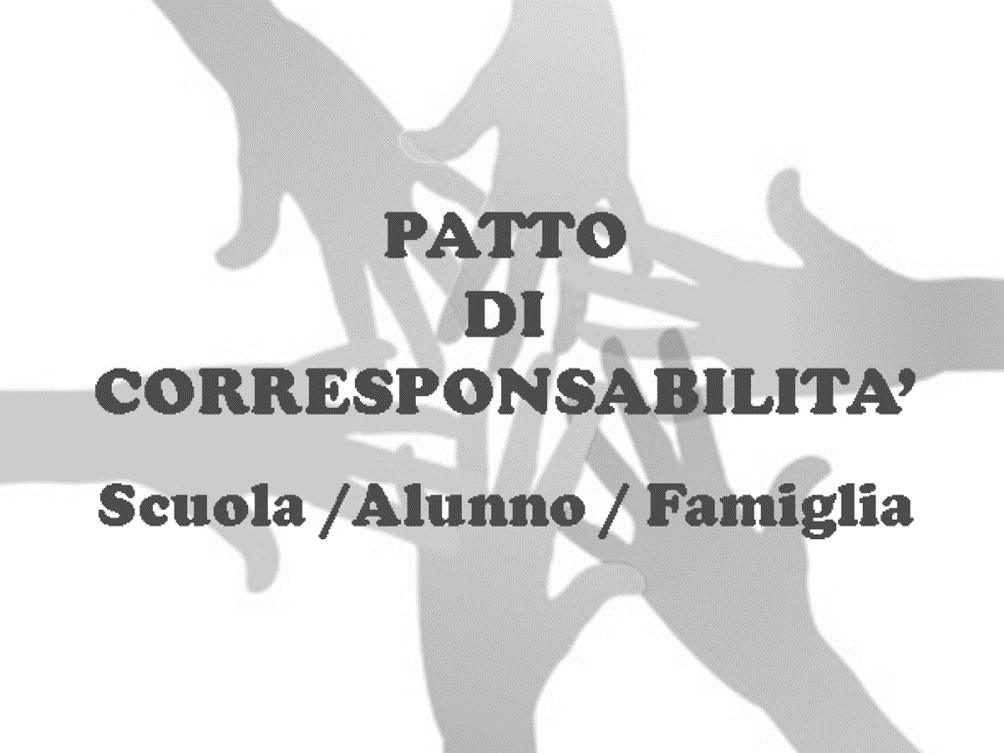 PATTO
DI
CORRESPONSABILITA'
Scuola /Alunno / Famiglia